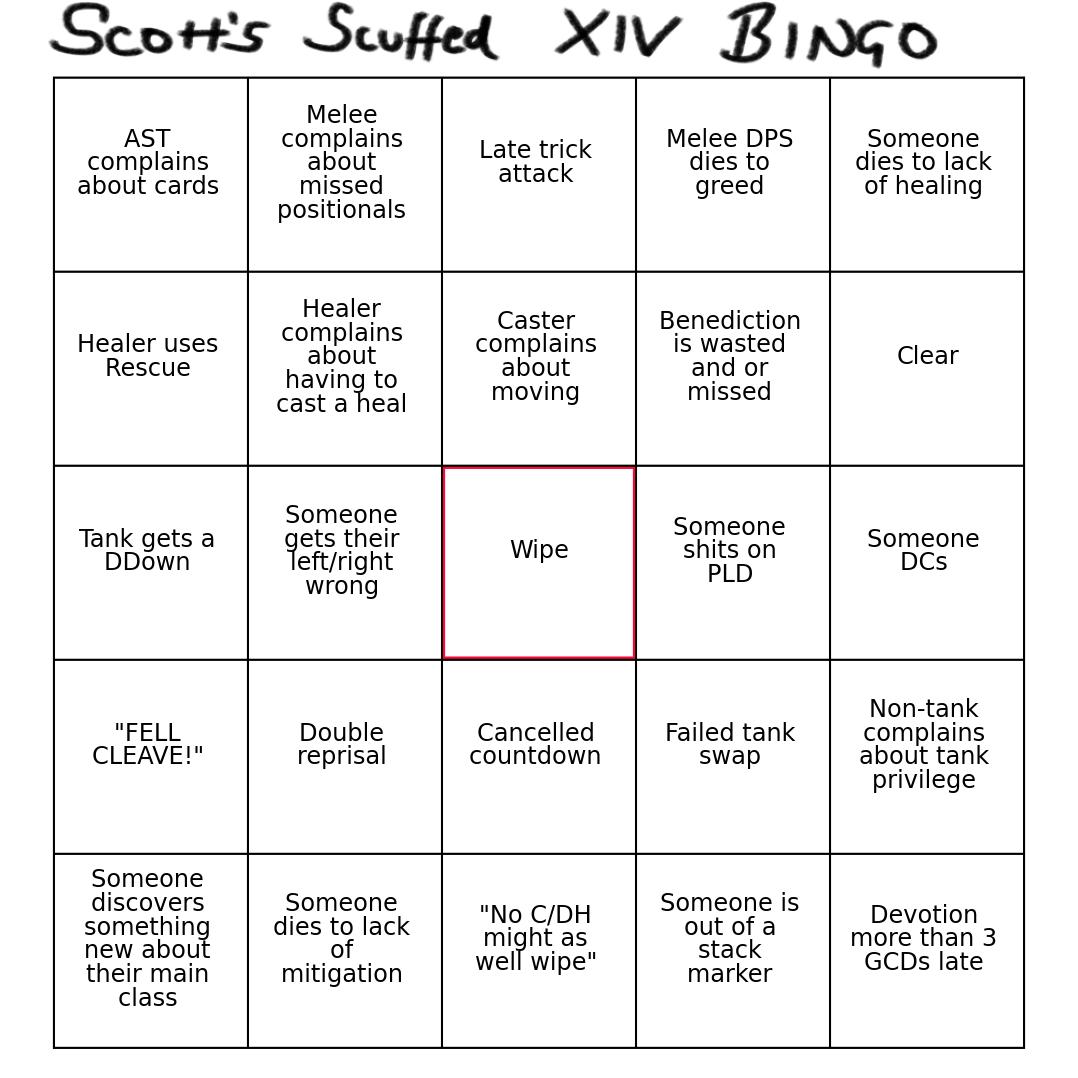 Scott's Scuffed XIV BINGO
AST
complains
about cards
Melee
complains
about
missed
positionals
Late trick
attack
Melee DPS
dies to
greed
Someone
dies to lack
of healing
Healer uses
Rescue
Healer
complains
about
having to
cast a heal
Caster
complains
about
moving
Benediction
is wasted
and or
missed
Clear
Tank gets a
DDown
Someone
gets their
left/right
wrong
Wipe
Someone
shits on
PLD
Someone
DCs
"FELL
CLEAVE!"
Double
reprisal
Cancelled
countdown
Failed tank
swap
Non-tank
complains
about tank
privilege
Someone
discovers
something
new about
their main
class
Someone
dies to lack
of
mitigation
"No C/DH
might as
well wipe"
Someone is
out of a
stack
marker
Devotion
more than 3
GCDs late